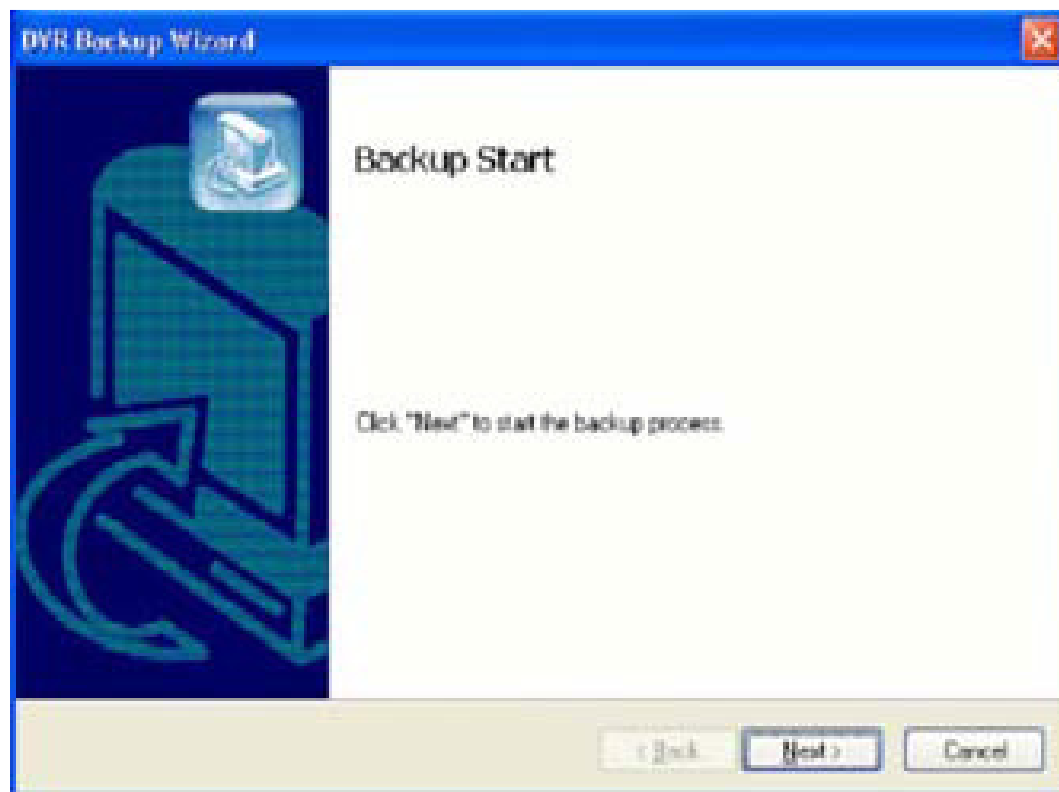 DVR Backup Wizard
Backup Start
Click "Next" to start the backup process
< Back
Next >
Cancel